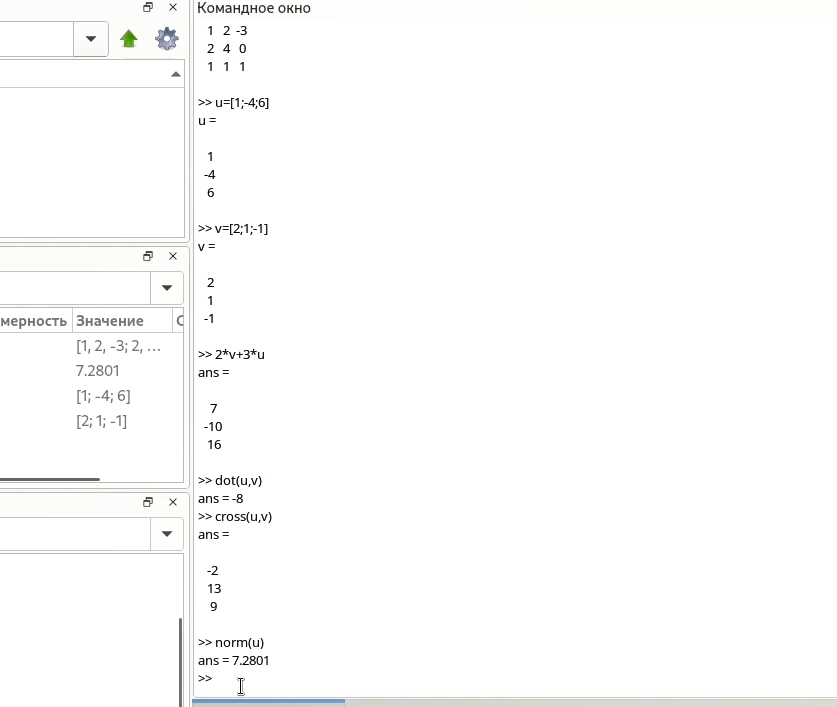 Командное окно
1 2 -3
2 4 0
1 1 1
>> u=[1;-4;6]
u =
1
-4
6
>> v=[2;1;-1]
v =
2
1
-1
>> 2*v+3*u
ans =
7
-10
16
>> dot(u,v)
ans = -8
>> cross(u,v)
ans =
-2
13
9
>> norm(u)
ans = 7.2801
>>
мерность Значение
[1, 2, -3; 2, ...
7.2801
[1; -4; 6]
[2; 1; -1]